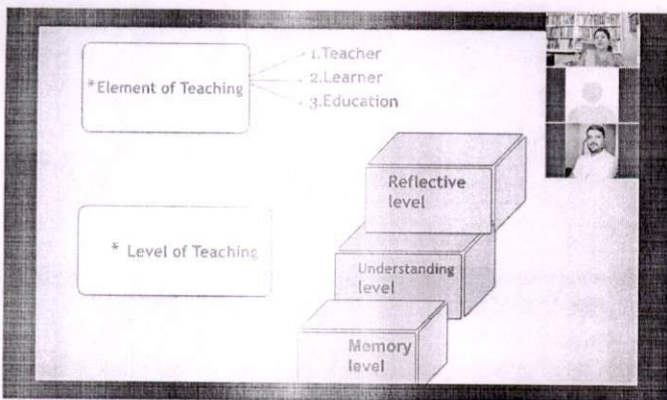 *Element of Teaching
1.Teacher
2.Learner
3.Education
* Level of Teaching
Reflective
level
Understanding
level
Memory
level